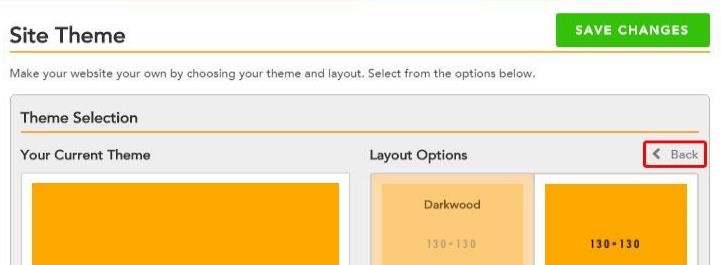 Site Theme
SAVE CHANGES
Make your website your own by choosing your theme and layout. Select from the options below.
Theme Selection
Your Current Theme
Layout Options
Back
Darkwood
130×130
130×130